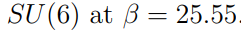 SU(6) at β = 25.55.